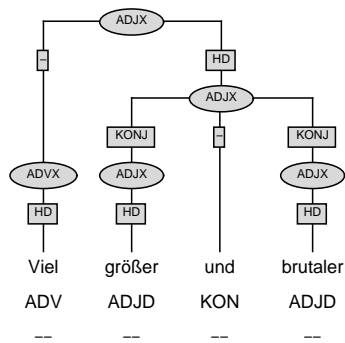 ADJX
– HD
ADJX
KONJ – KONJ
ADVX ADJX ADJX
HD HD HD
Viel größer und brutaler
ADV ADJD KON ADJD
-- -- -- --